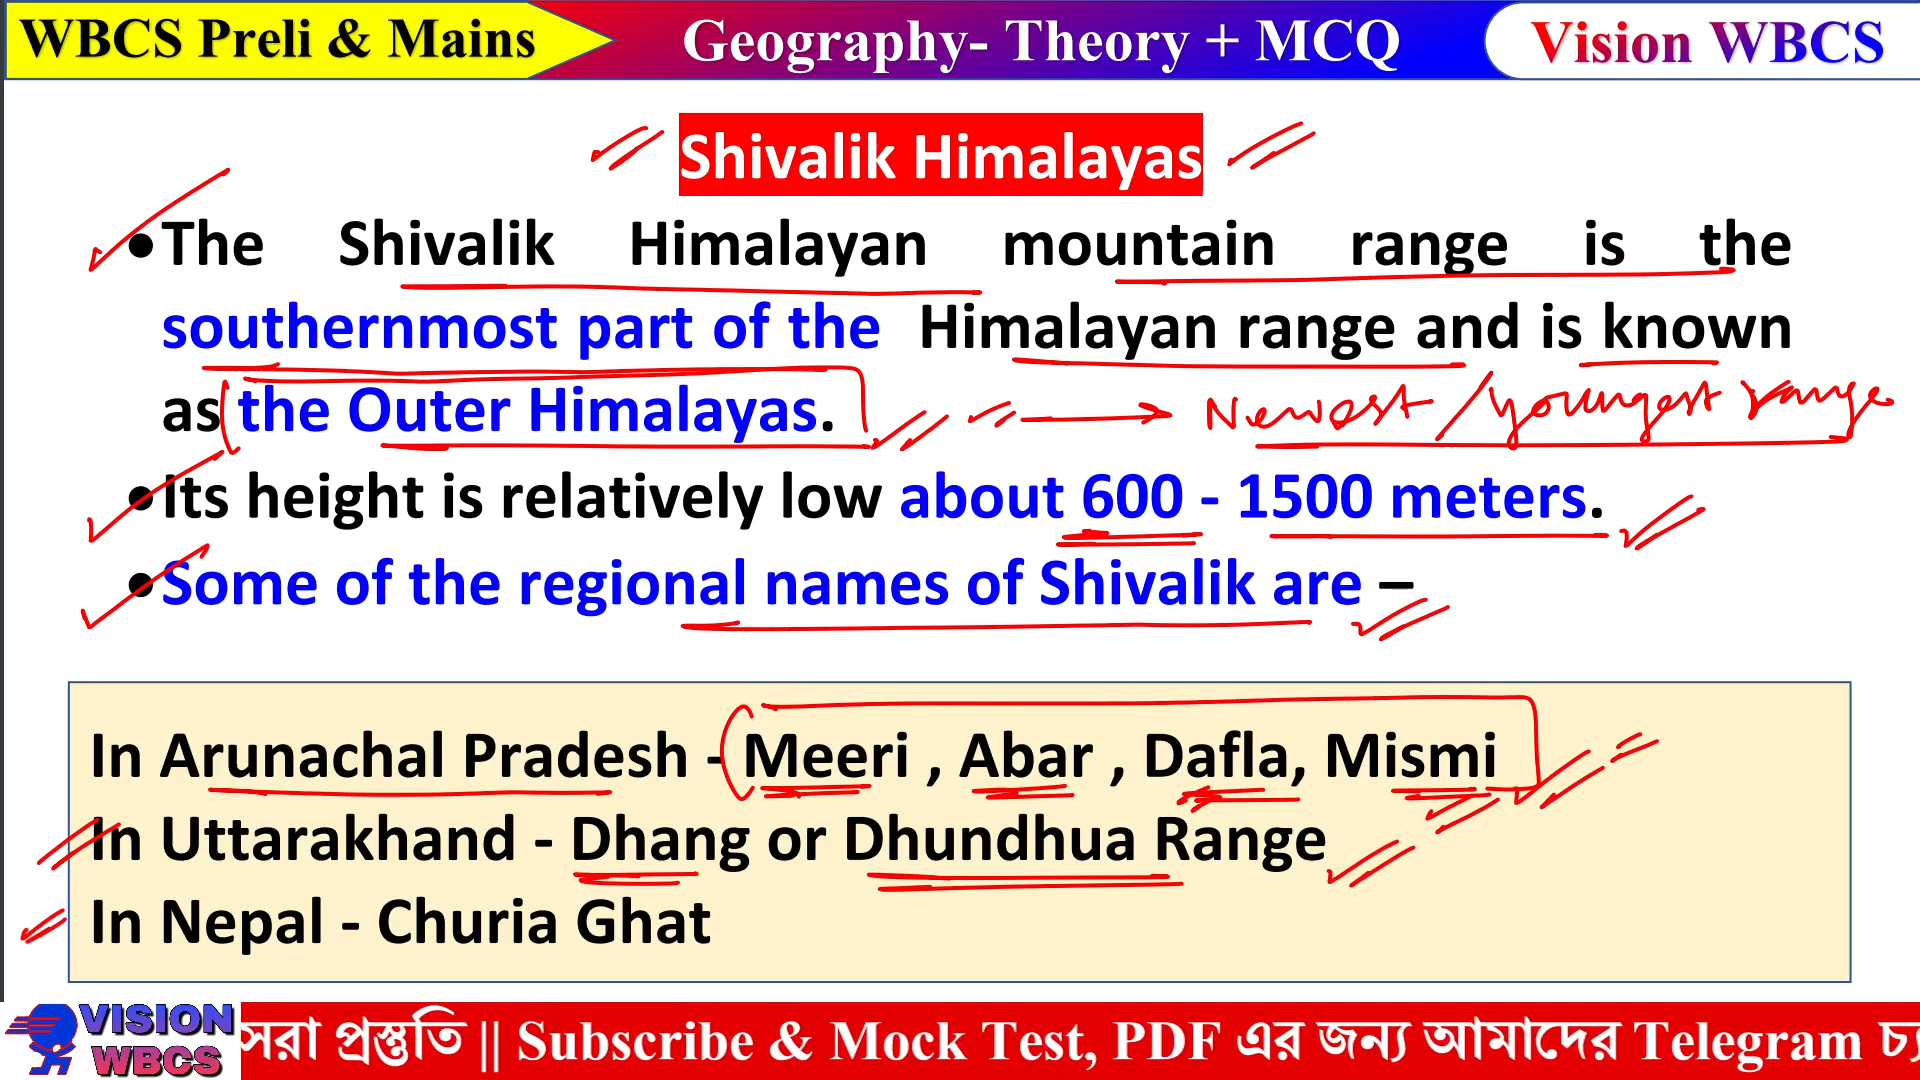 WBCS Preli & Mains
Geography- Theory + MCQ
Vision WBCS
Shivalik Himalayas
•The Shivalik Himalayan mountain range is the
southernmost part of the Himalayan range and is known
as the Outer Himalayas.
Newest / youngest range
•Its height is relatively low about 600 - 1500 meters.
•Some of the regional names of Shivalik are –
In Arunachal Pradesh - Meeri , Abar , Dafla, Mismi
In Uttarakhand - Dhang or Dhundhua Range
In Nepal - Churia Ghat
VISION
WBCS
সরা প্রস্তুতি || Subscribe & Mock Test, PDF এর জন্য আমাদের Telegram চ্য